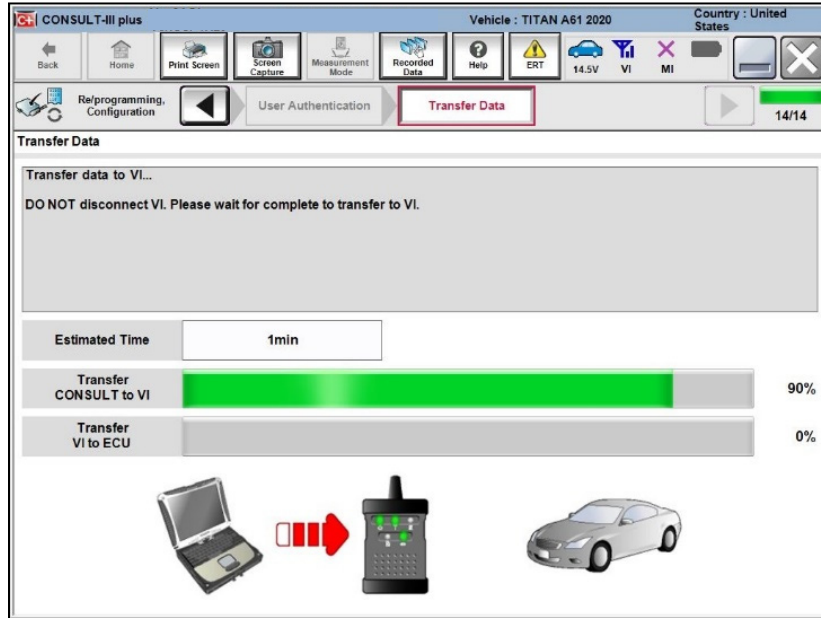 C+ CONSULT-III plus
Vehicle : TITAN A61 2020
Country : United
States
Back
Home
Print Screen
Screen
Capture
Measurement
Mode
Recorded
Data
Help
ERT
14.5V
VI
MI
Re/programming,
Configuration
User Authentication
Transfer Data
14/14
Transfer Data
Transfer data to VI...
DO NOT disconnect VI. Please wait for complete to transfer to VI.
Estimated Time
1min
Transfer
CONSULT to VI
90%
Transfer
VI to ECU
0%